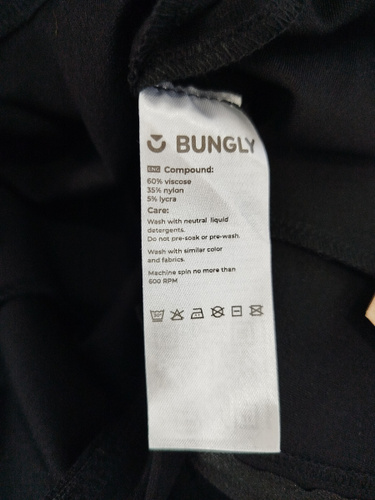 BUNGLY
ENG Compound:
60% viscose
35% nylon
5% lycra
Care:
Wash with neutral liquid
detergents.
Do not pre-soak or pre-wash.
Wash with similar color
and fabrics.
Machine spin no more than
600 RPM